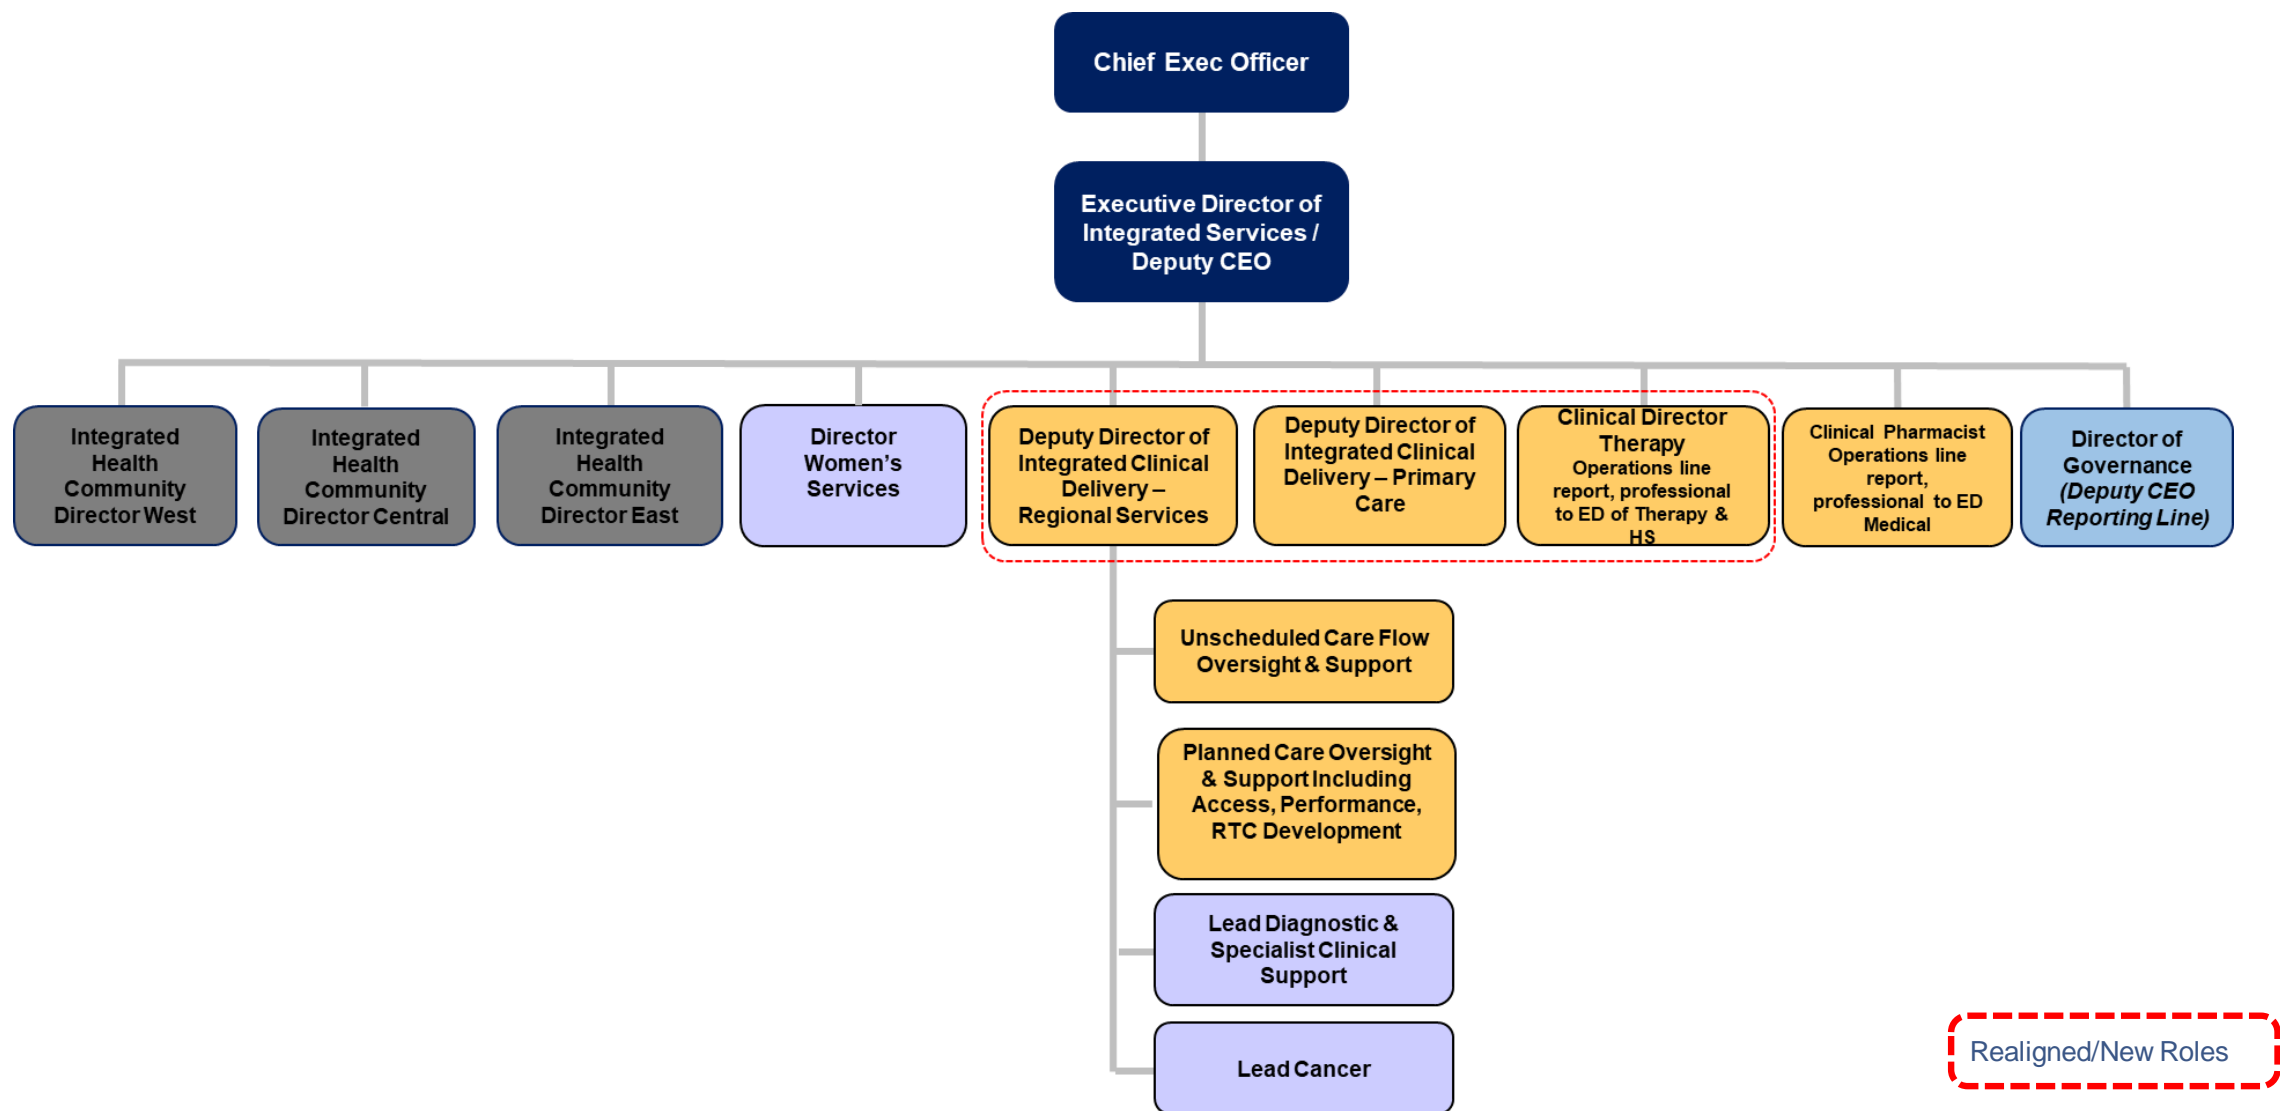 Chief Exec Officer
Executive Director of
Integrated Services /
Deputy CEO
Integrated
Health
Community
Director West
Integrated
Health
Community
Director Central
Integrated
Health
Community
Director East
Director
Women’s
Services
Deputy Director of
Integrated Clinical
Delivery –
Regional Services
Deputy Director of
Integrated Clinical
Delivery – Primary
Care
Clinical Director
Therapy
Operations line
report, professional
to ED of Therapy &
HS
Clinical Pharmacist
Operations line
report,
professional to ED
Medical
Director of
Governance
(Deputy CEO
Reporting Line)
Unscheduled Care Flow
Oversight & Support
Planned Care Oversight
& Support Including
Access, Performance,
RTC Development
Lead Diagnostic &
Specialist Clinical
Support
Lead Cancer
Realigned/New Roles